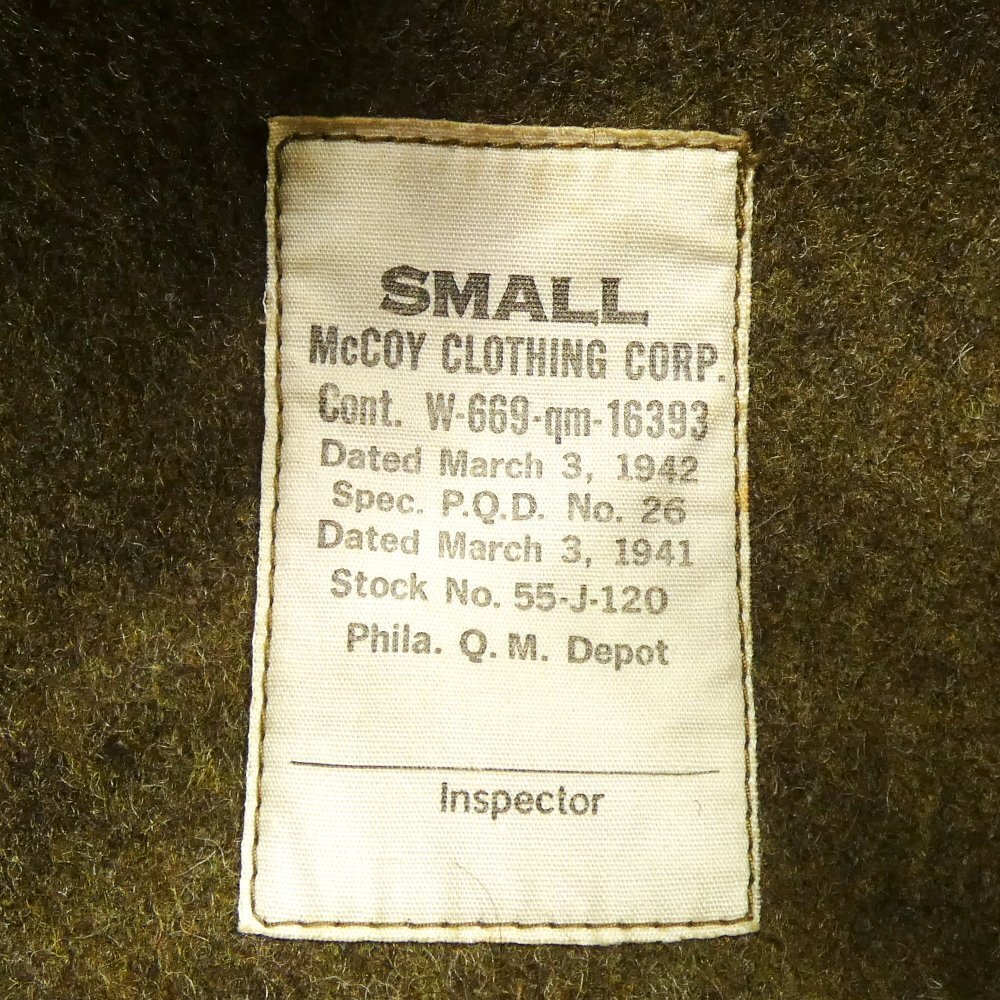 SMALL
McCOY CLOTHING CORP.
Cont. W-669-qm-16393
Dated March 3, 1942
Spec. P.Q.D. No. 26
Dated March 3, 1941
Stock No. 55-J-120
Phila. Q. M. Depot
Inspector